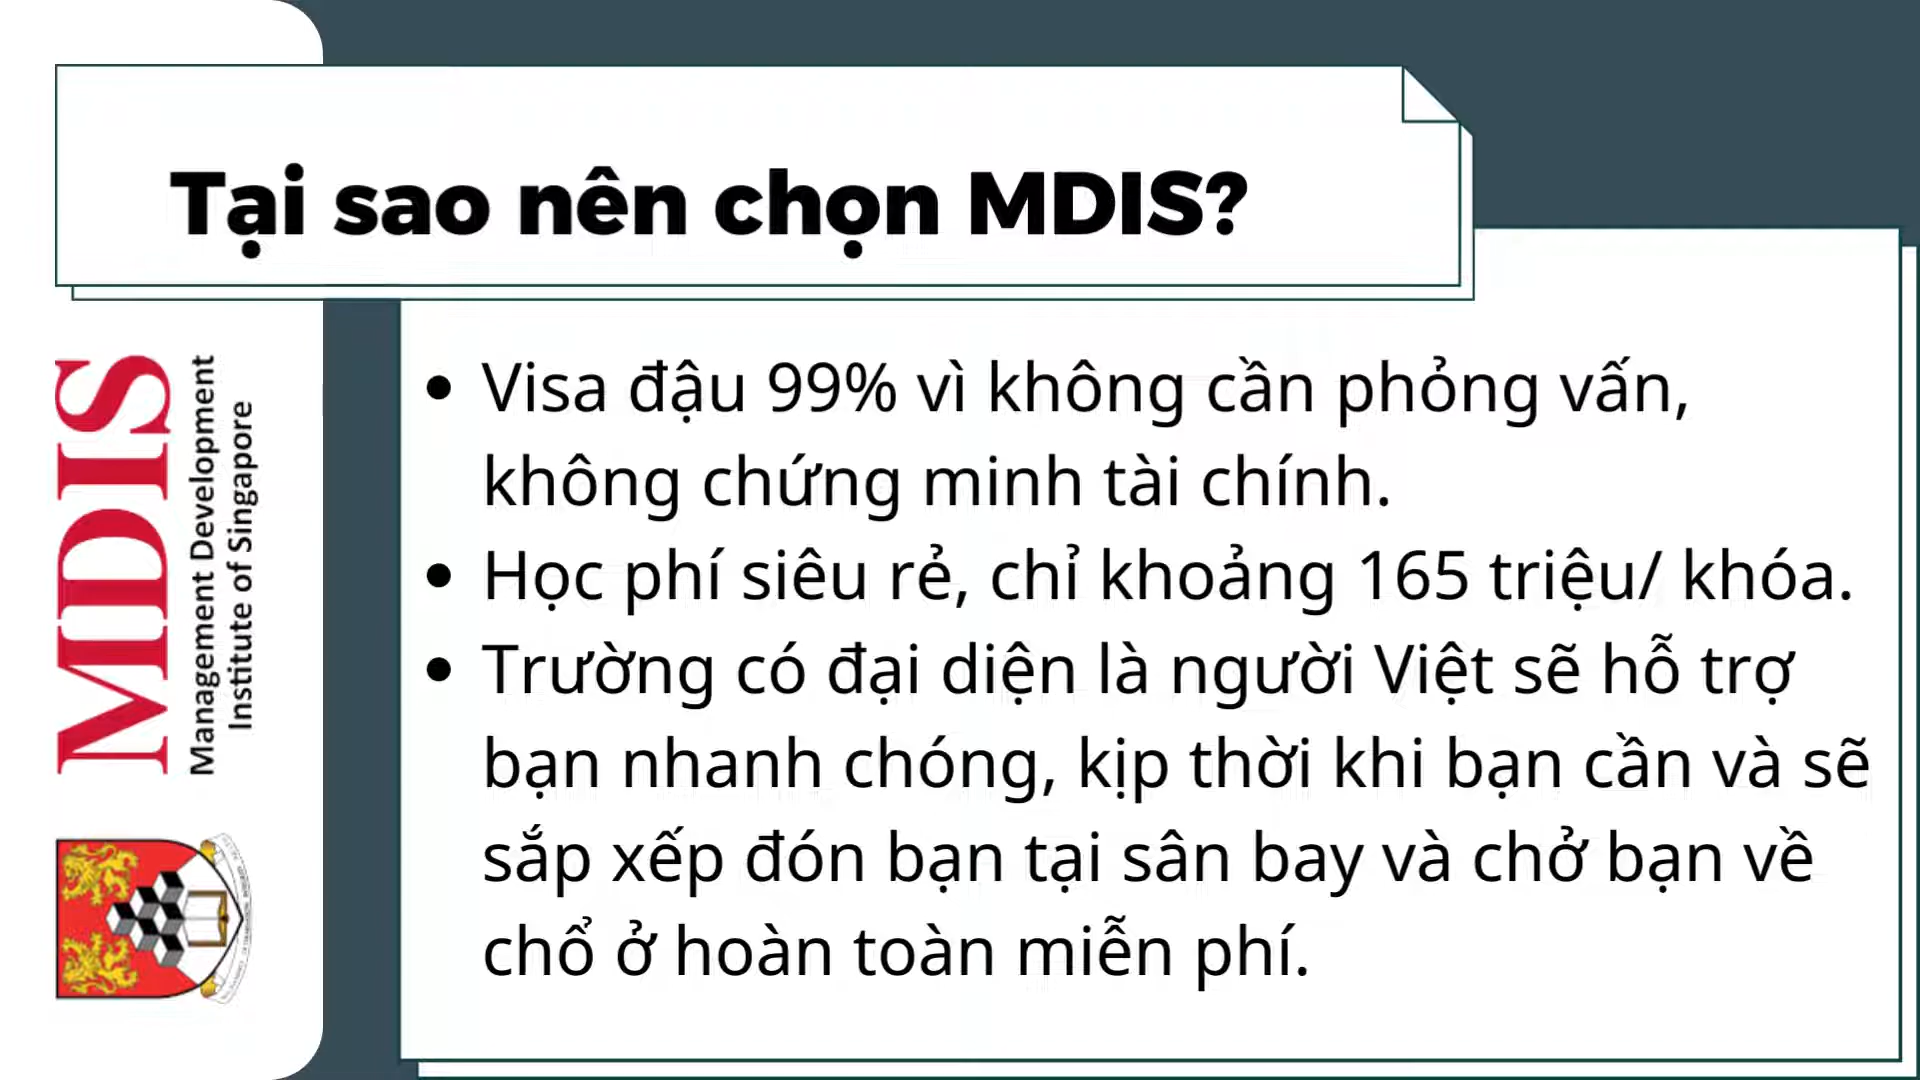 Tại sao nên chọn MDIS?
MDIS
Management Development
Institute of Singapore
• Visa đậu 99% vì không cần phỏng vấn,
không chứng minh tài chính.
• Học phí siêu rẻ, chỉ khoảng 165 triệu/ khóa.
• Trường có đại diện là người Việt sẽ hỗ trợ
bạn nhanh chóng, kịp thời khi bạn cần và sẽ
sắp xếp đón bạn tại sân bay và chở bạn về
chổ ở hoàn toàn miễn phí.